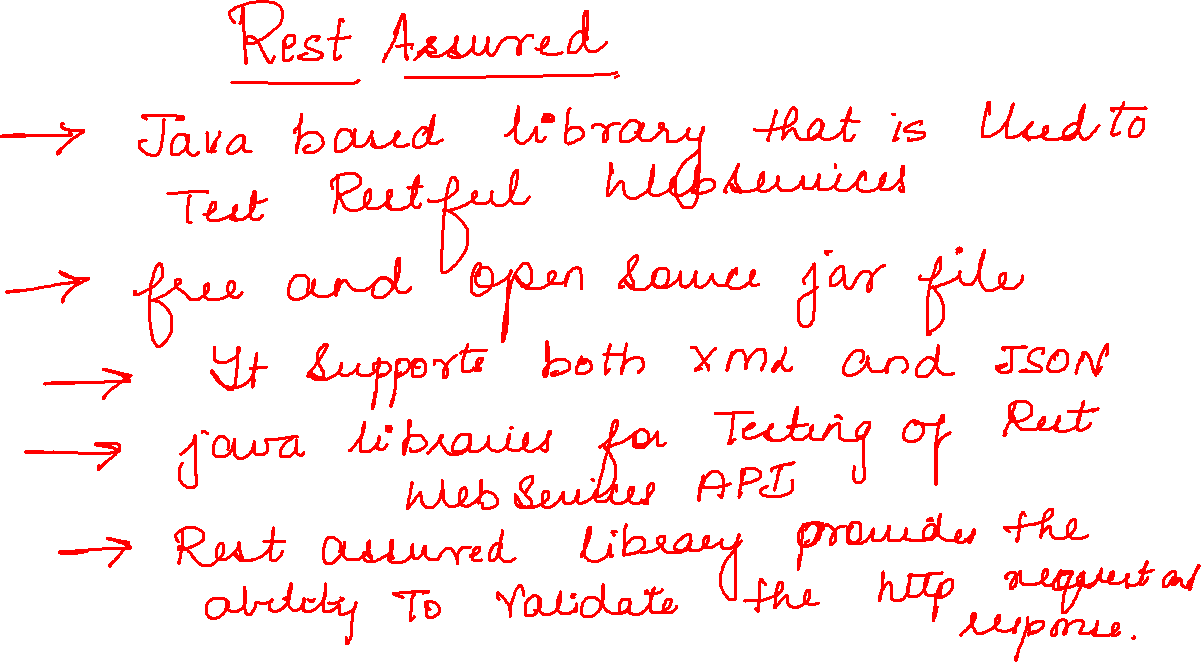 Rest Assured
→ Java based library that is Used To
Test Restful Webservices
→ free and open source jar file
→ It Supports both XML and JSON
→ java libraries for Testing of Rest
Web Services API
→ Rest assured library provides the
ability To Validate the http request and
response.